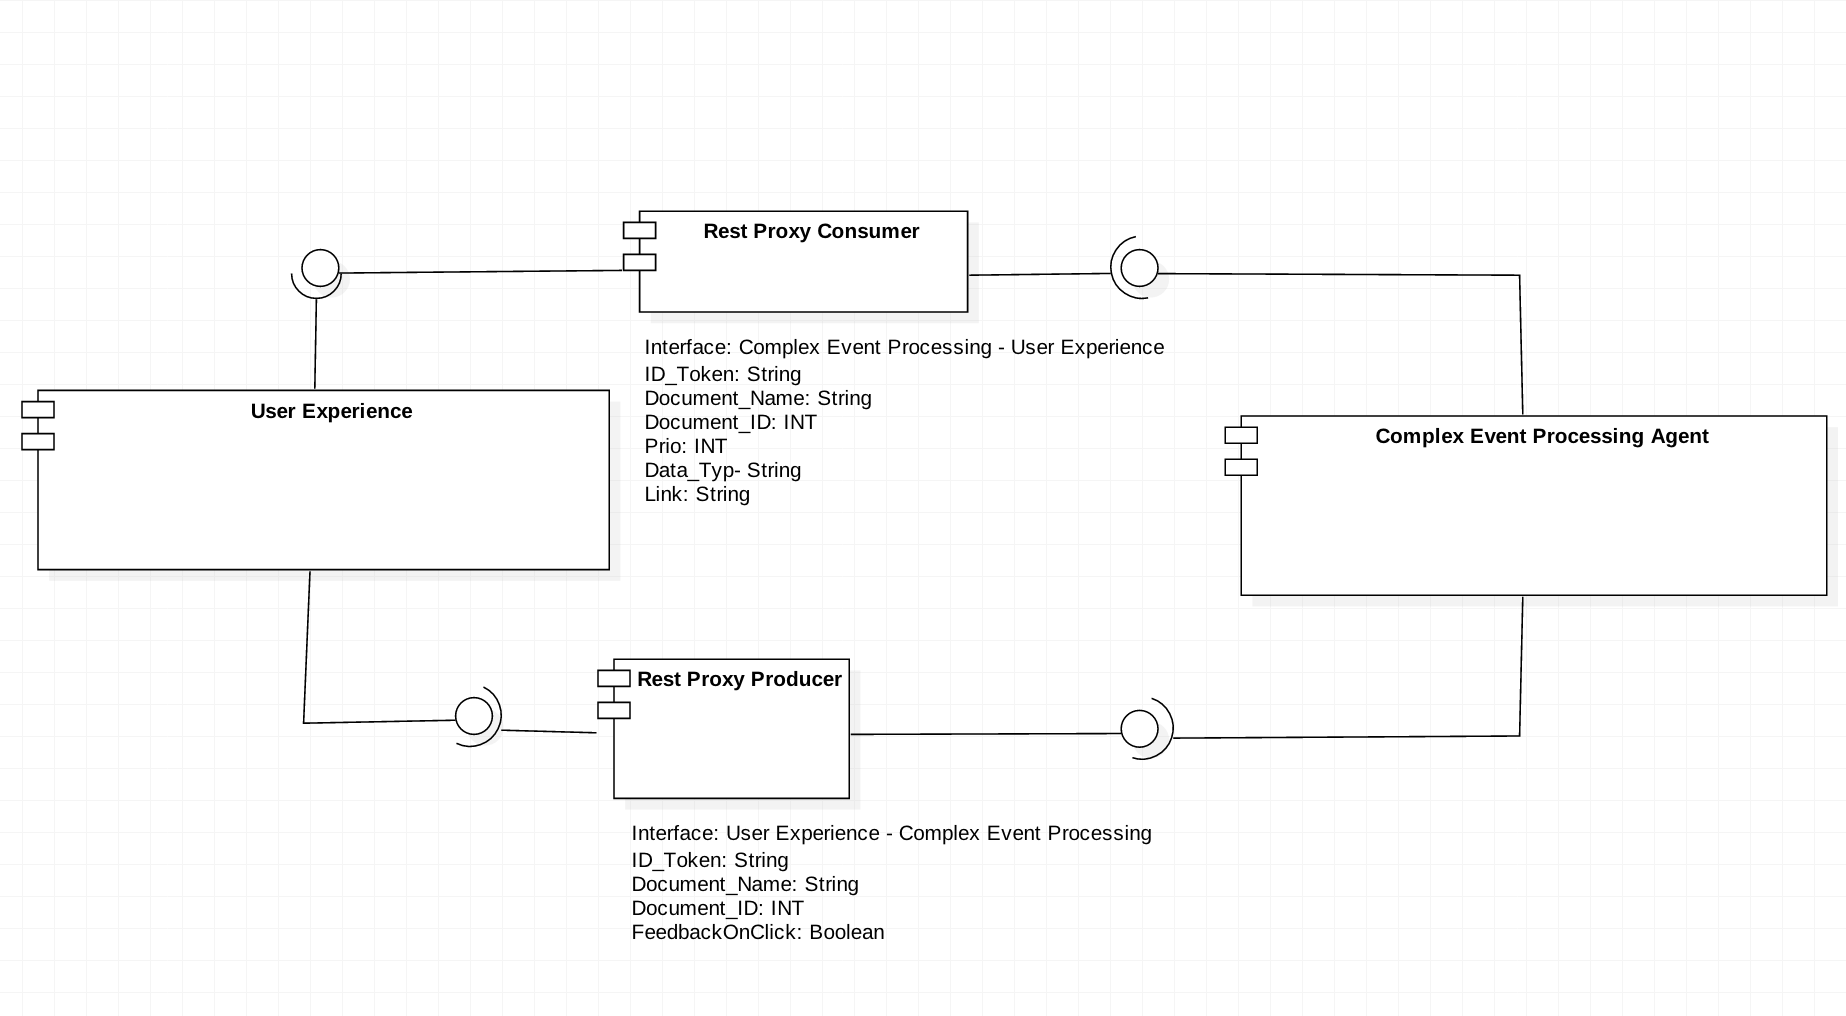 Rest Proxy Consumer
Interface: Complex Event Processing - User Experience
ID_Token: String
Document_Name: String
Document_ID: INT
Prio: INT
Data_Typ- String
Link: String
User Experience
Complex Event Processing Agent
Rest Proxy Producer
Interface: User Experience - Complex Event Processing
ID_Token: String
Document_Name: String
Document_ID: INT
FeedbackOnClick: Boolean